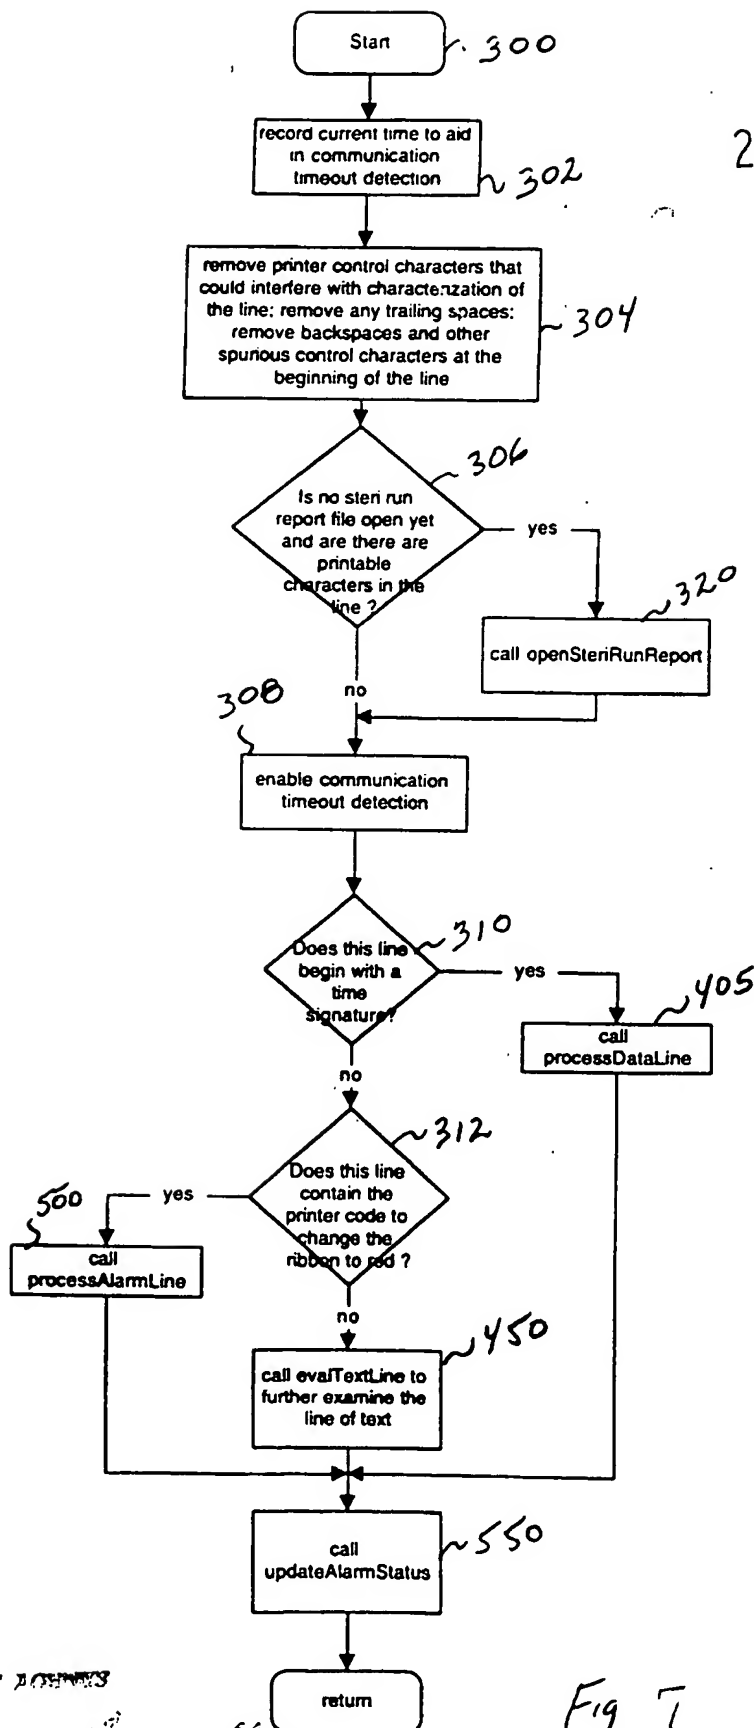 Start
300
record current time to aid
in communication
timeout detection
302
2
remove printer control characters that
could interfere with characterization of
the line; remove any trailing spaces;
remove backspaces and other
spurious control characters at the
beginning of the line
304
306
Is no steri run
report file open yet
and are there are
printable
characters in the
line ?
yes
320
call openSteriRunReport
no
308
enable communication
timeout detection
310
Does this line
begin with a
time
signature?
yes
405
call
processDataLine
no
312
Does this line
contain the
printer code to
change the
ribbon to red ?
yes
500
call
processAlarmLine
no
450
call evalTextLine to
further examine the
line of text
550
call
updateAlarmStatus
return
Fig 7